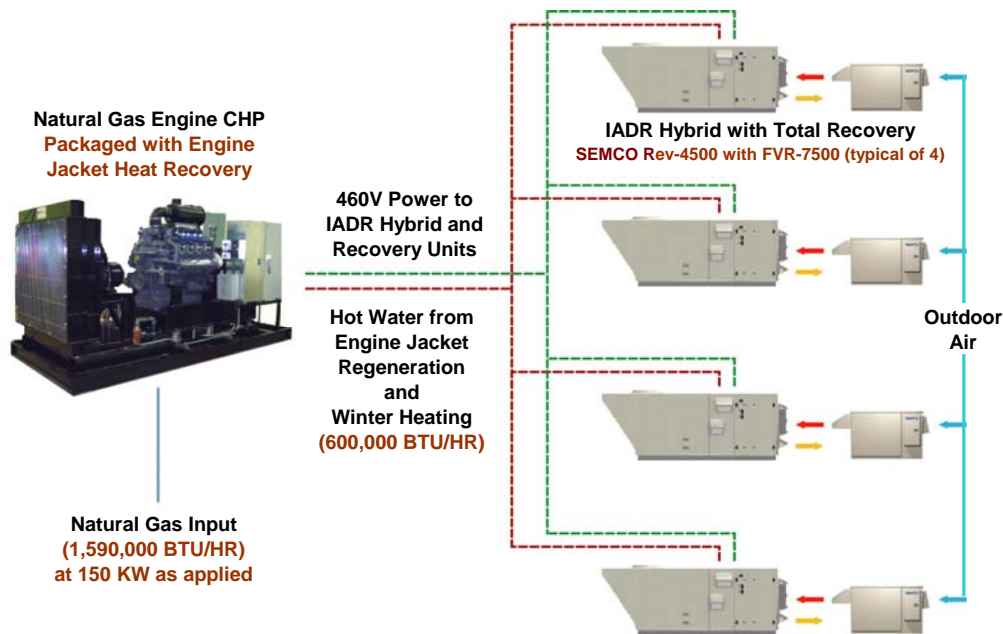 Natural Gas Engine CHP
Packaged with Engine
Jacket Heat Recovery
460V Power to
IADR Hybrid and
Recovery Units
Hot Water from
Engine Jacket
Regeneration
and
Winter Heating
(600,000 BTU/HR)
Natural Gas Input
(1,590,000 BTU/HR)
at 150 KW as applied
IADR Hybrid with Total Recovery
SEMCO Rev-4500 with FVR-7500 (typical of 4)
Outdoor
Air